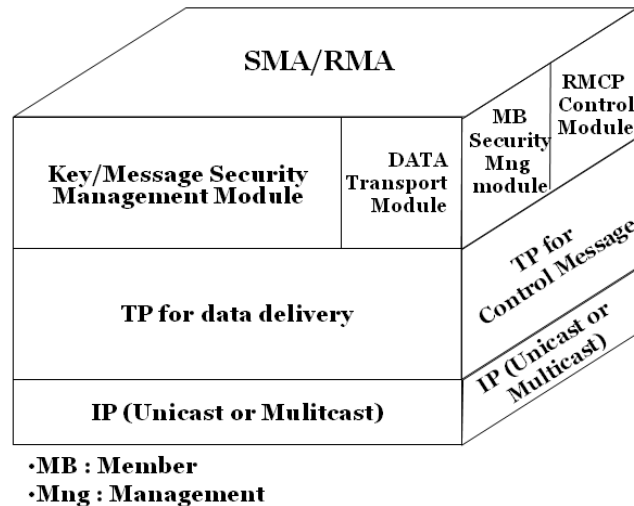 SMA/RMA
Key/Message Security
Management Module
DATA
Transport
Module
MB
Security
Mng
module
RMCP
Control
Module
TP for data delivery
TP for
Control Message
IP (Unicast or Mulitcast)
IP (Unicast or
Multicast)
·MB : Member
·Mng : Management